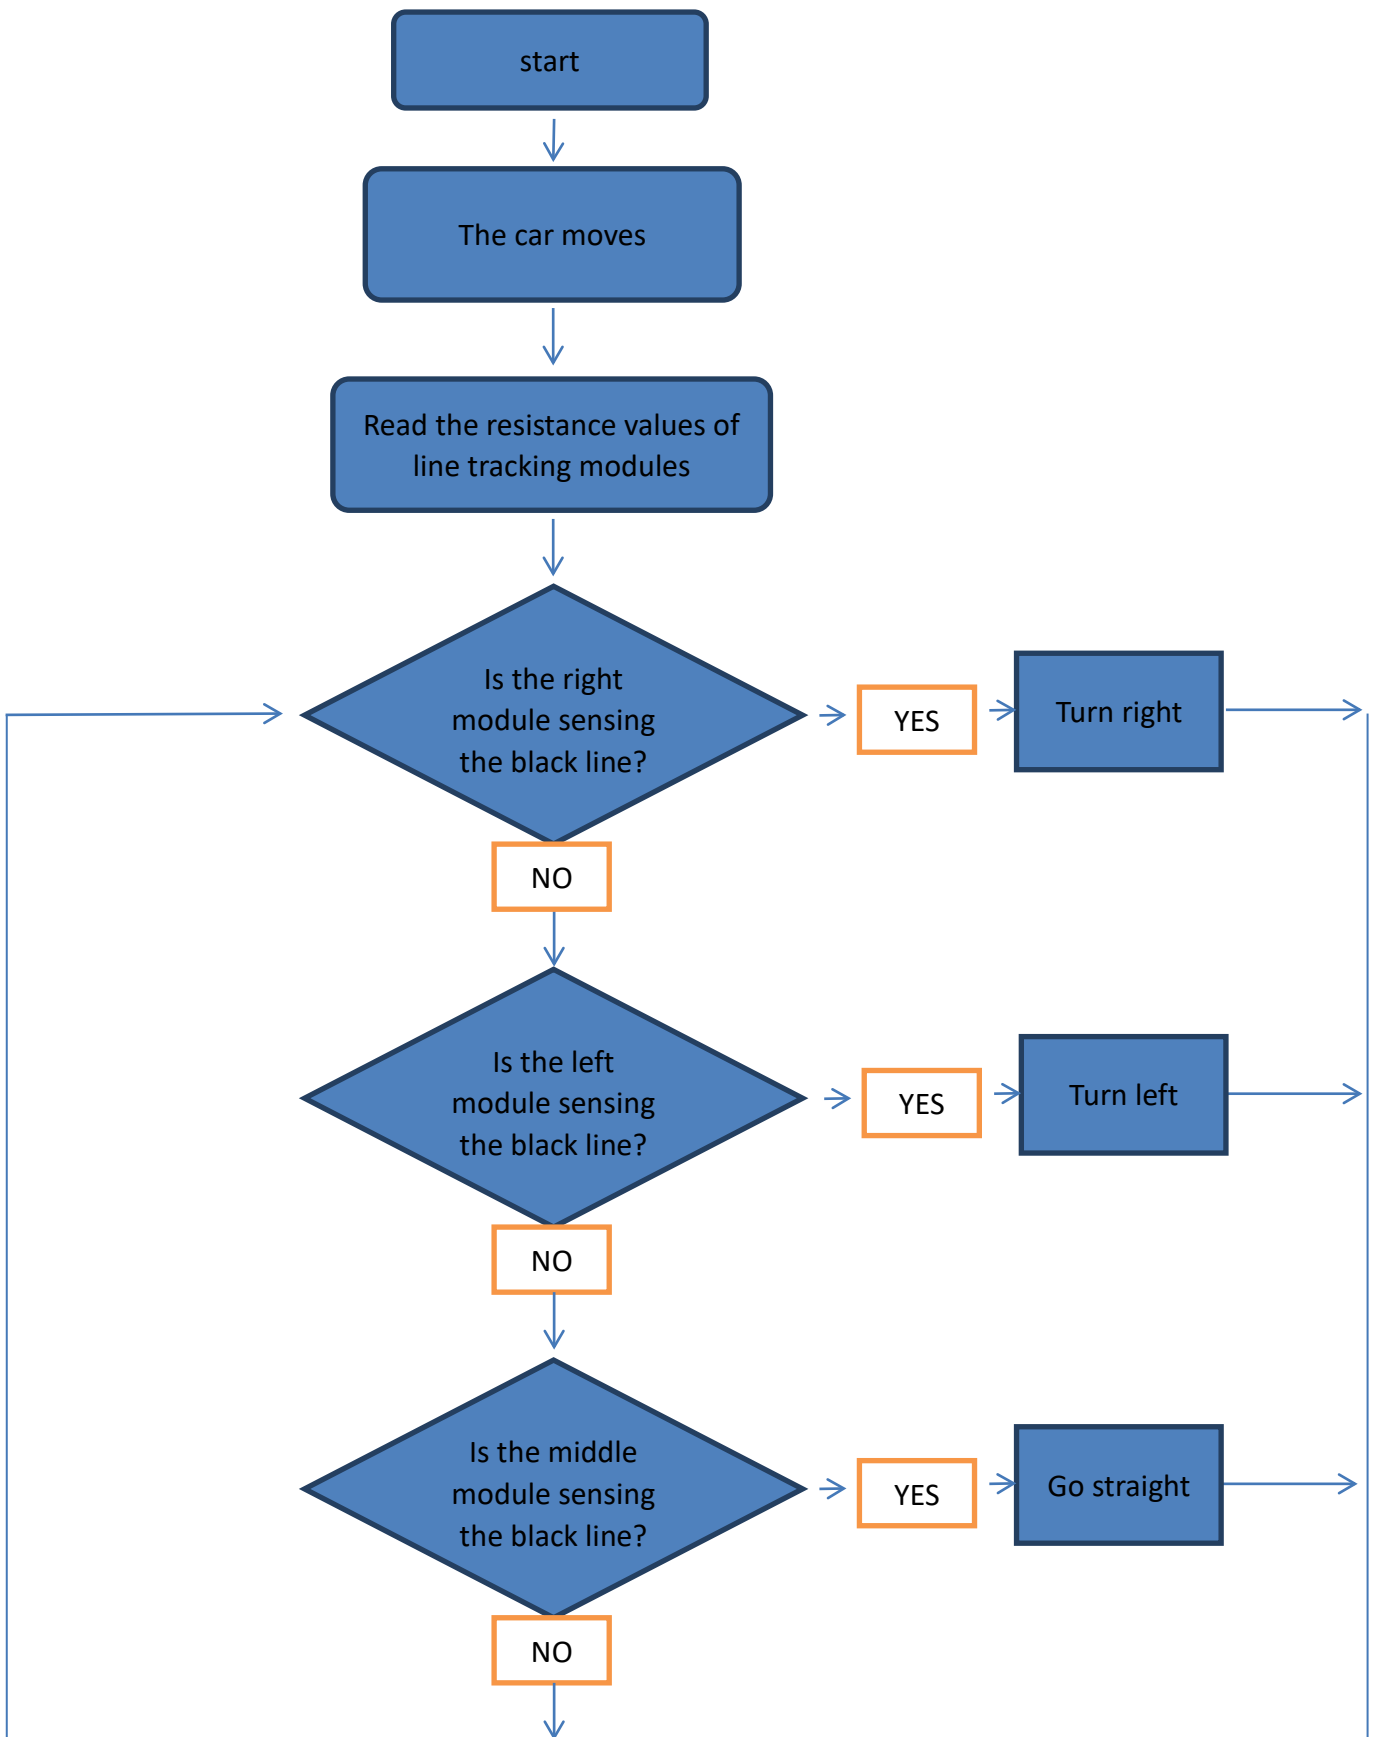 start
The car moves
Read the resistance values of
line tracking modules
Is the right
module sensing
the black line?
YES
Turn right
NO
Is the left
module sensing
the black line?
YES
Turn left
NO
Is the middle
module sensing
the black line?
YES
Go straight
NO